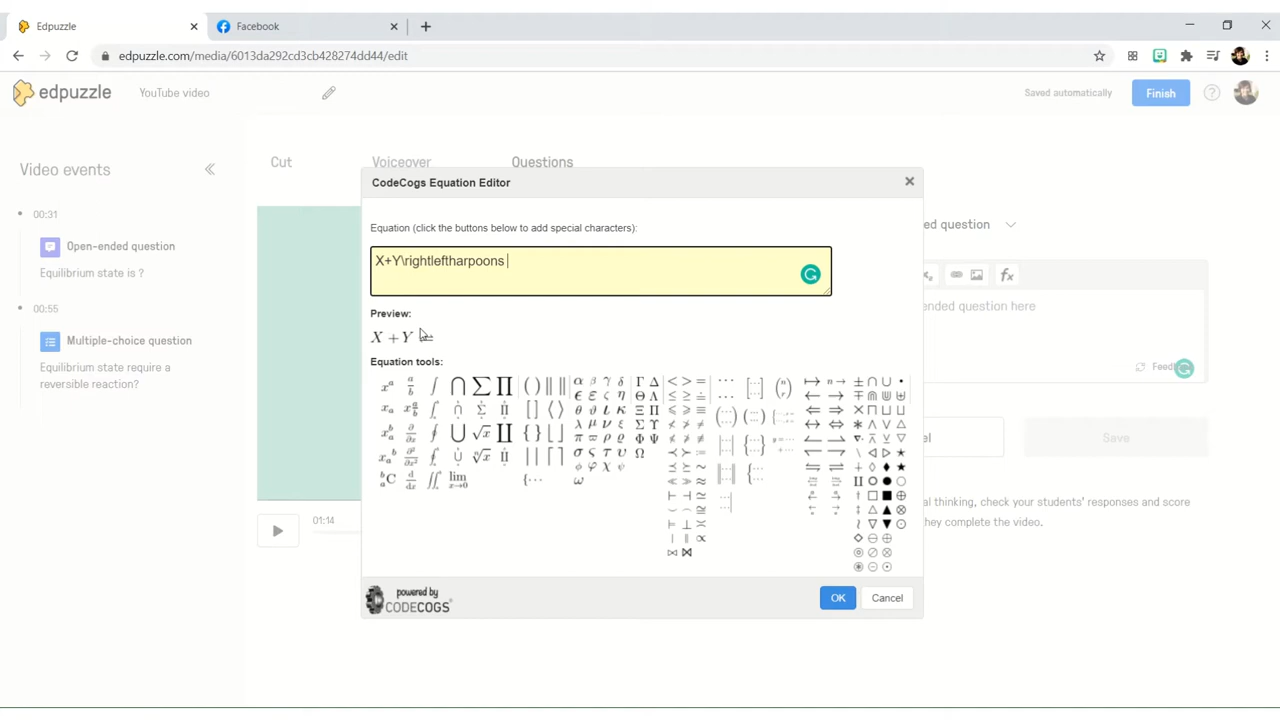 Edpuzzle
Facebook
edpuzzle.com/media/6013da292cd3cb428274dd44/edit
edpuzzle
YouTube video
Saved automatically
Finish
Video events
00:31
Open-ended question
Equilibrium state is ?
00:55
Multiple-choice question
Equilibrium state require of
reversible reaction?
Cut
Voiceover
Questions
01:14
CodeCogs Equation Editor
Equation (click the buttons below to add special characters):
X+Y\rightleftharpoons
Preview:
X + Y ⇌
Equation tools:
powered by
CODECOGS
OK
Cancel
ed question
fx
ended question here
Feedb
el
Save
al thinking, check your students' responses and score
they complete the video.